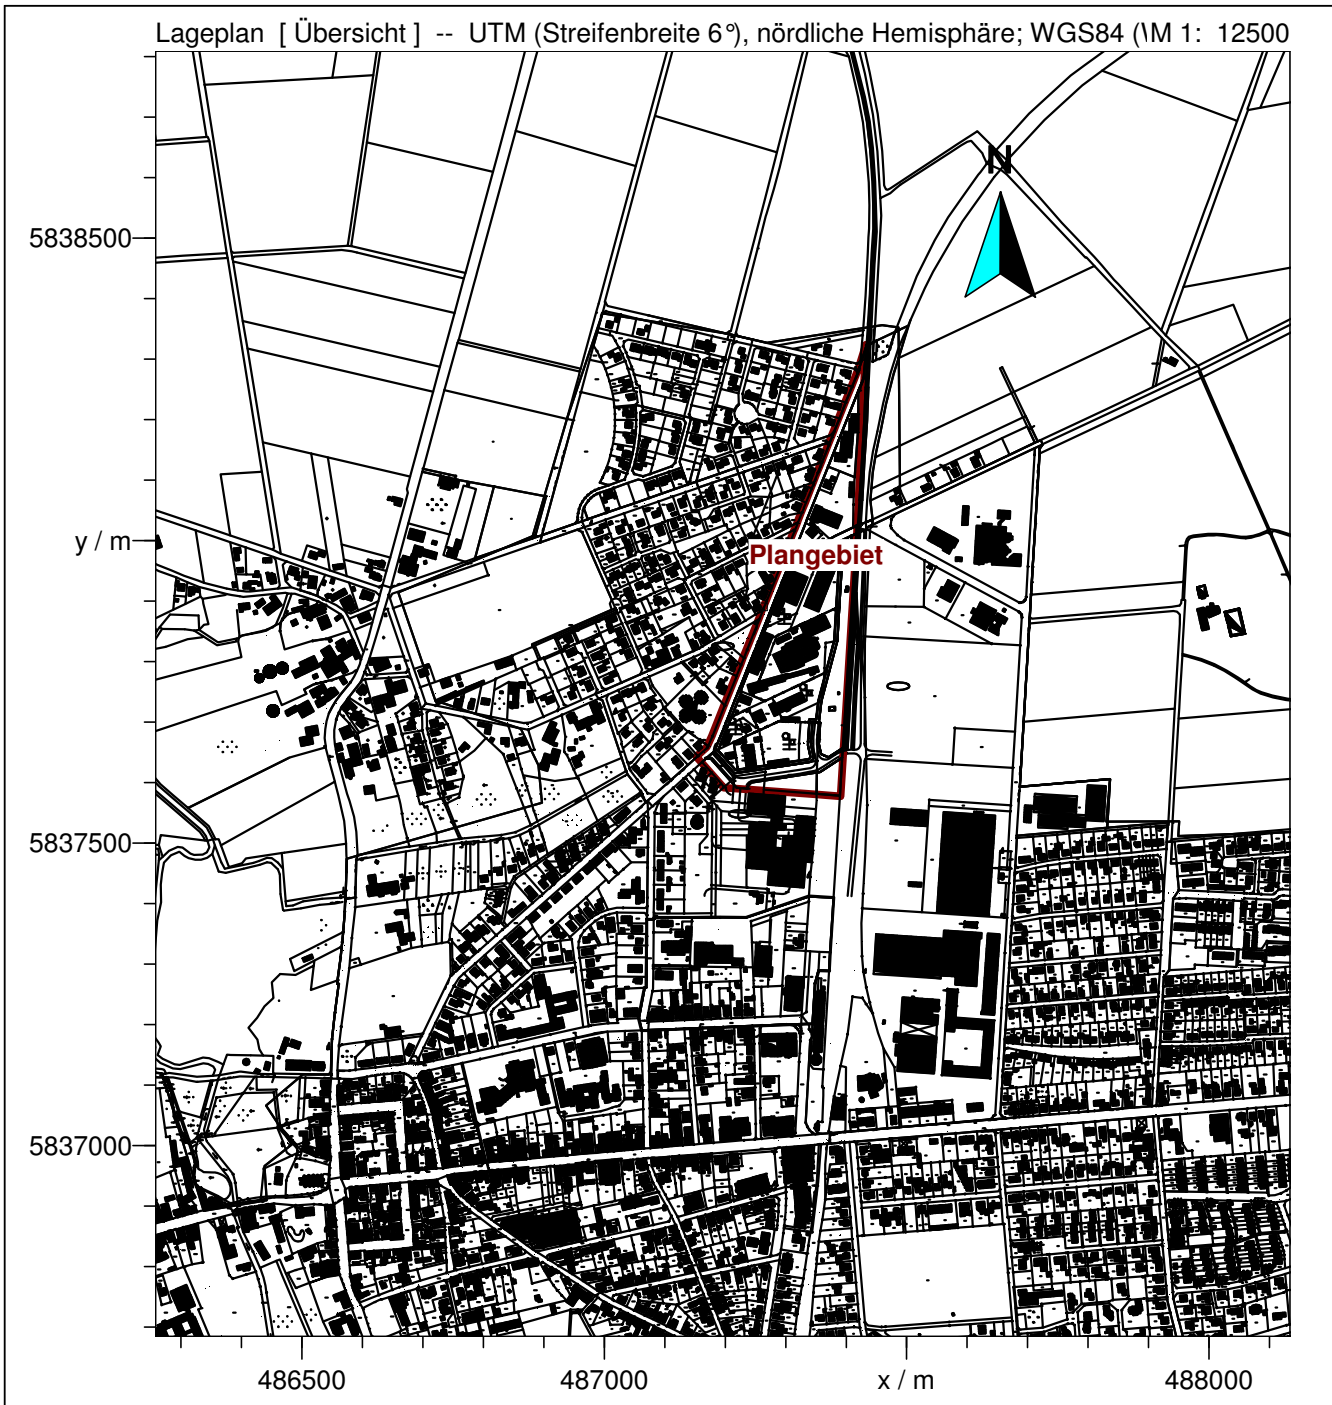 Lageplan [ Übersicht ] -- UTM (Streifenbreite 6°), nördliche Hemisphäre; WGS84 (\M 1: 12500
N
5838500
y / m
Plangebiet
5837500
5837000
486500 487000 x / m 488000